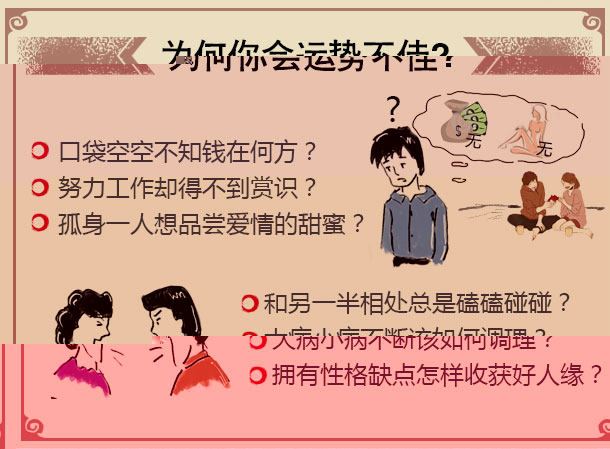 为何你会运势不佳?
?
无
无
口袋空空不知钱在何方？
努力工作却得不到赏识？
孤身一人想品尝爱情的甜蜜？
和另一半相处总是磕磕碰碰？
大病小病不断该如何调理？
拥有性格缺点怎样收获好人缘？